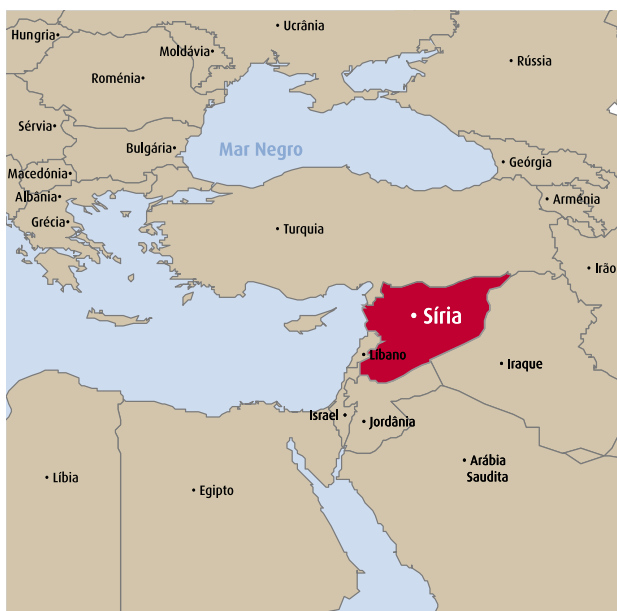 Ucrânia
Hungria
Moldávia
Rússia
Roménia
Sérvia
Bulgária
Mar Negro
Geórgia
Macedónia
Albânia
Arménia
Grécia
Turquia
Irão
Síria
Líbano
Iraque
Israel
Jordânia
Arábia
Saudita
Líbia
Egipto